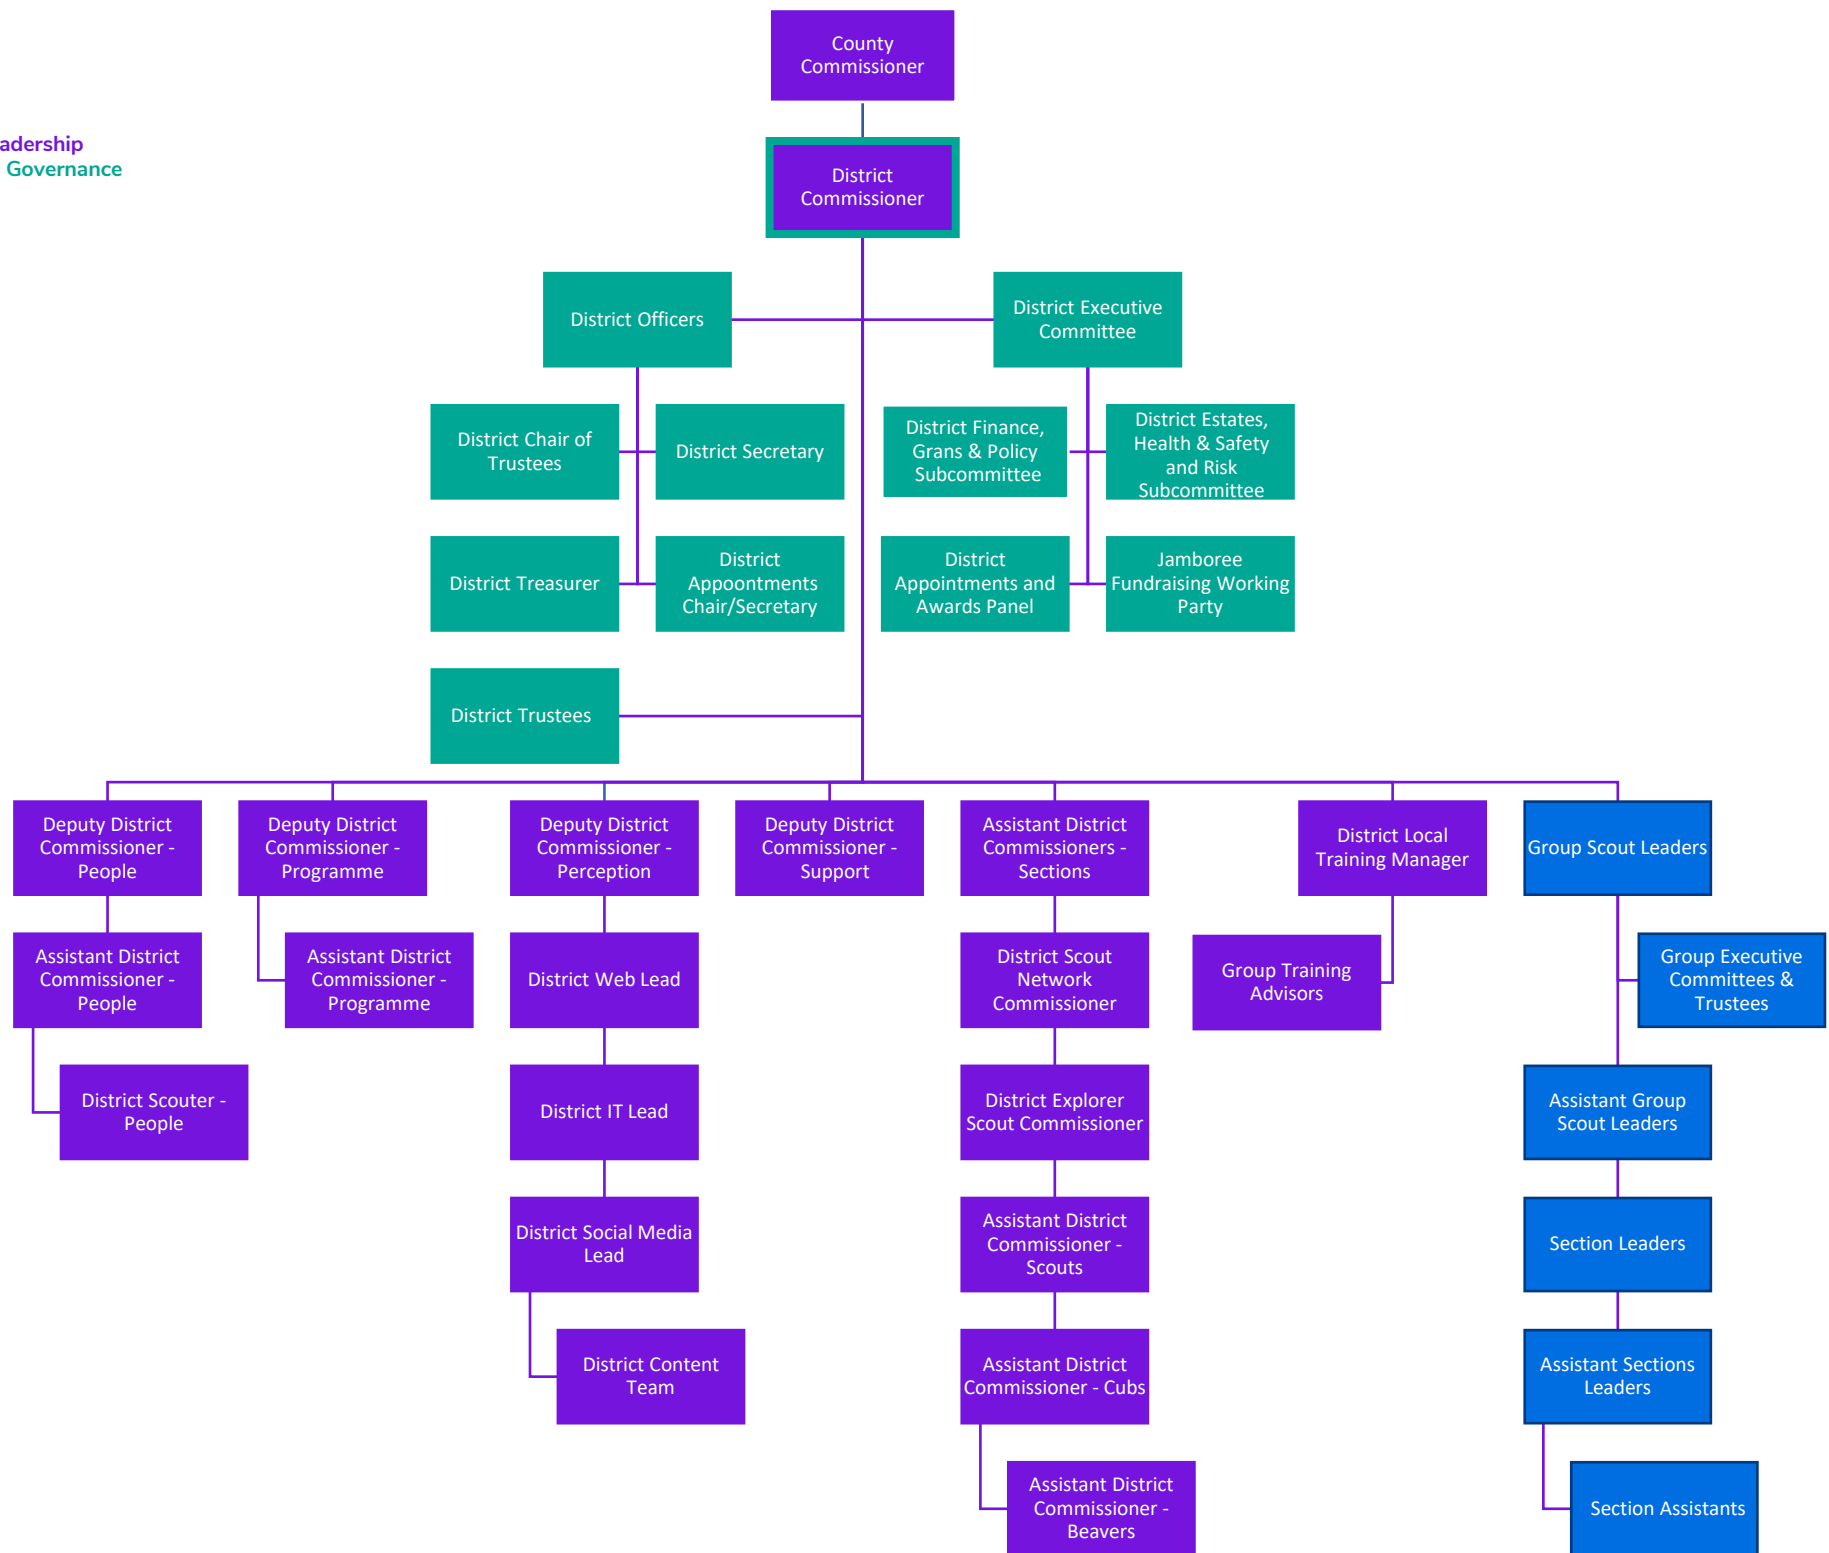 County
Commissioner
adership
Governance
District
Commissioner
District Officers
District Executive
Committee
District Chair of
Trustees
District Secretary
District Finance,
Grans & Policy
Subcommittee
District Estates,
Health & Safety
and Risk
Subcommittee
District Treasurer
District
Appoontments
Chair/Secretary
District
Appointments and
Awards Panel
Jamboree
Fundraising Working
Party
District Trustees
Deputy District
Commissioner -
People
Deputy District
Commissioner -
Programme
Deputy District
Commissioner -
Perception
Deputy District
Commissioner -
Support
Assistant District
Commissioners -
Sections
District Local
Training Manager
Group Scout Leaders
Assistant District
Commissioner -
People
Assistant District
Commissioner -
Programme
District Web Lead
District Scout
Network
Commissioner
Group Training
Advisors
Group Executive
Committees &
Trustees
District Scouter -
People
District IT Lead
District Explorer
Scout Commissioner
Assistant Group
Scout Leaders
District Social Media
Lead
Assistant District
Commissioner -
Scouts
Section Leaders
District Content
Team
Assistant District
Commissioner - Cubs
Assistant Sections
Leaders
Assistant District
Commissioner -
Beavers
Section Assistants